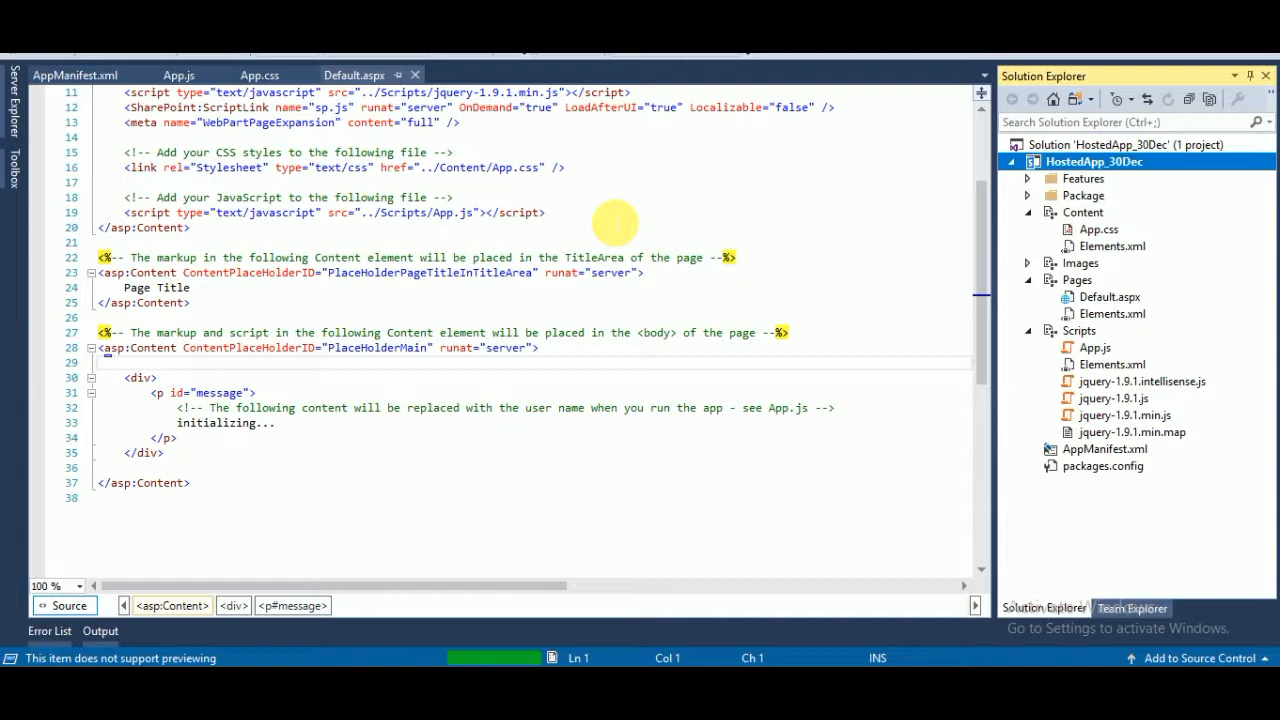 AppManifest.xml App.js App.css Default.aspx
Server Explorer
Toolbox
11 <script type="text/javascript" src="../Scripts/jquery-1.9.1.min.js"></script>
12 <SharePoint:ScriptLink name="sp.js" runat="server" OnDemand="true" LoadAfterUI="true" Localizable="false" />
13 <meta name="WebPartPageExpansion" content="full" />
14
15 <!-- Add your CSS styles to the following file -->
16 <link rel="Stylesheet" type="text/css" href="../Content/App.css" />
17
18 <!-- Add your JavaScript to the following file -->
19 <script type="text/javascript" src="../Scripts/App.js"></script>
20 </asp:Content>
21
22 <%-- The markup in the following Content element will be placed in the TitleArea of the page --%>
23 <asp:Content ContentPlaceHolderID="PlaceHolderPageTitleInTitleArea" runat="server">
24 Page Title
25 </asp:Content>
26
27 <%-- The markup and script in the following Content element will be placed in the <body> of the page --%>
28 <asp:Content ContentPlaceHolderID="PlaceHolderMain" runat="server">
29
30 <div>
31 <p id="message">
32 <!-- The following content will be replaced with the user name when you run the app - see App.js -->
33 initializing...
34 </p>
35 </div>
36
37 </asp:Content>
38
100 %
Source <asp:Content> <div> <p#message>
Error List Output
This item does not support previewing Ln 1 Col 1 Ch 1 INS Add to Source Control
Solution Explorer
Search Solution Explorer (Ctrl+;)
Solution 'HostedApp_30Dec' (1 project)
HostedApp_30Dec
Features
Package
Content
App.css
Elements.xml
Images
Pages
Default.aspx
Elements.xml
Scripts
App.js
Elements.xml
jquery-1.9.1.intellisense.js
jquery-1.9.1.js
jquery-1.9.1.min.js
jquery-1.9.1.min.map
AppManifest.xml
packages.config
Solution Explorer Team Explorer
Activate Windows
Go to Settings to activate Windows.